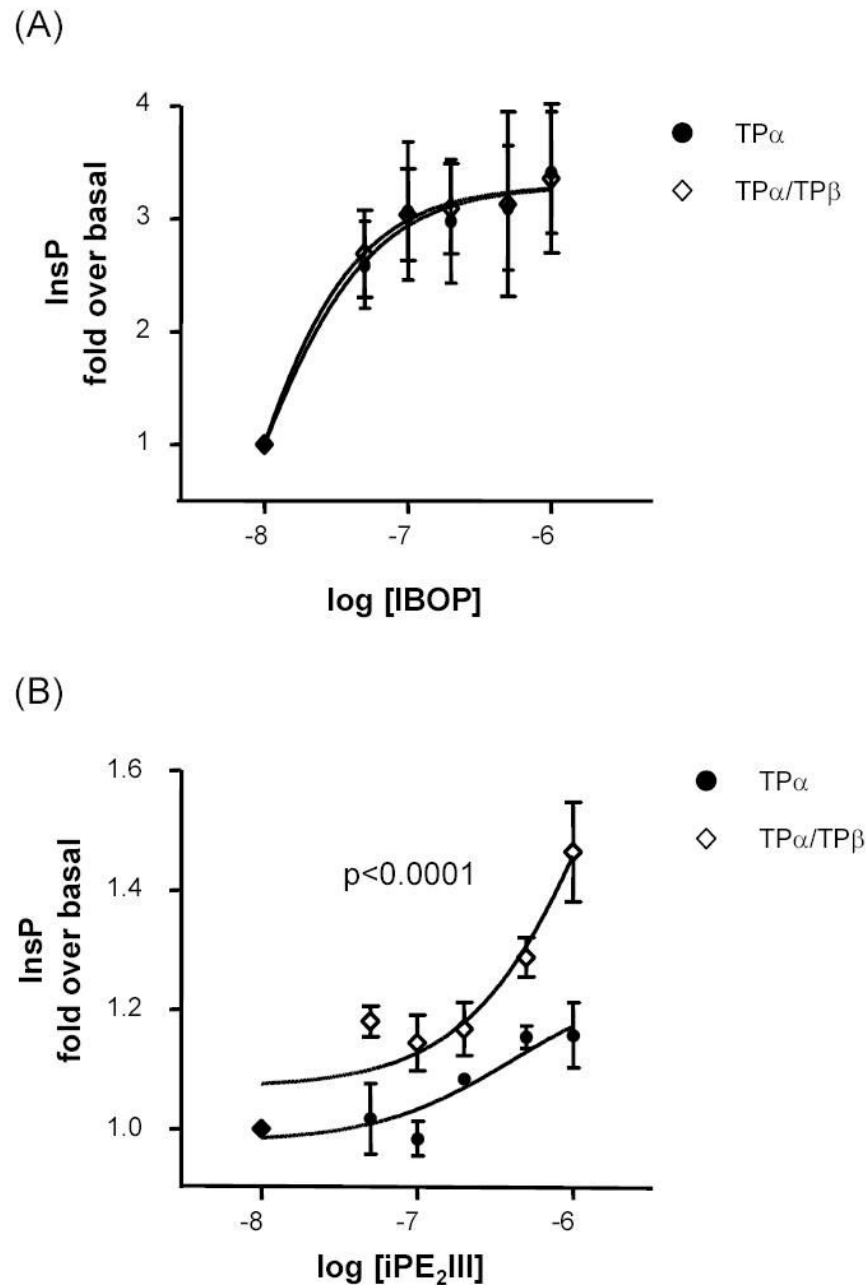 (A)
4
3
2
1
InsP
fold over basal
-8
-7
-6
log [IBOP]
TPα
TPα/TPβ
(B)
1.6
1.4
1.2
1.0
InsP
fold over basal
p<0.0001
-8
-7
-6
log [iPE₂III]
TPα
TPα/TPβ